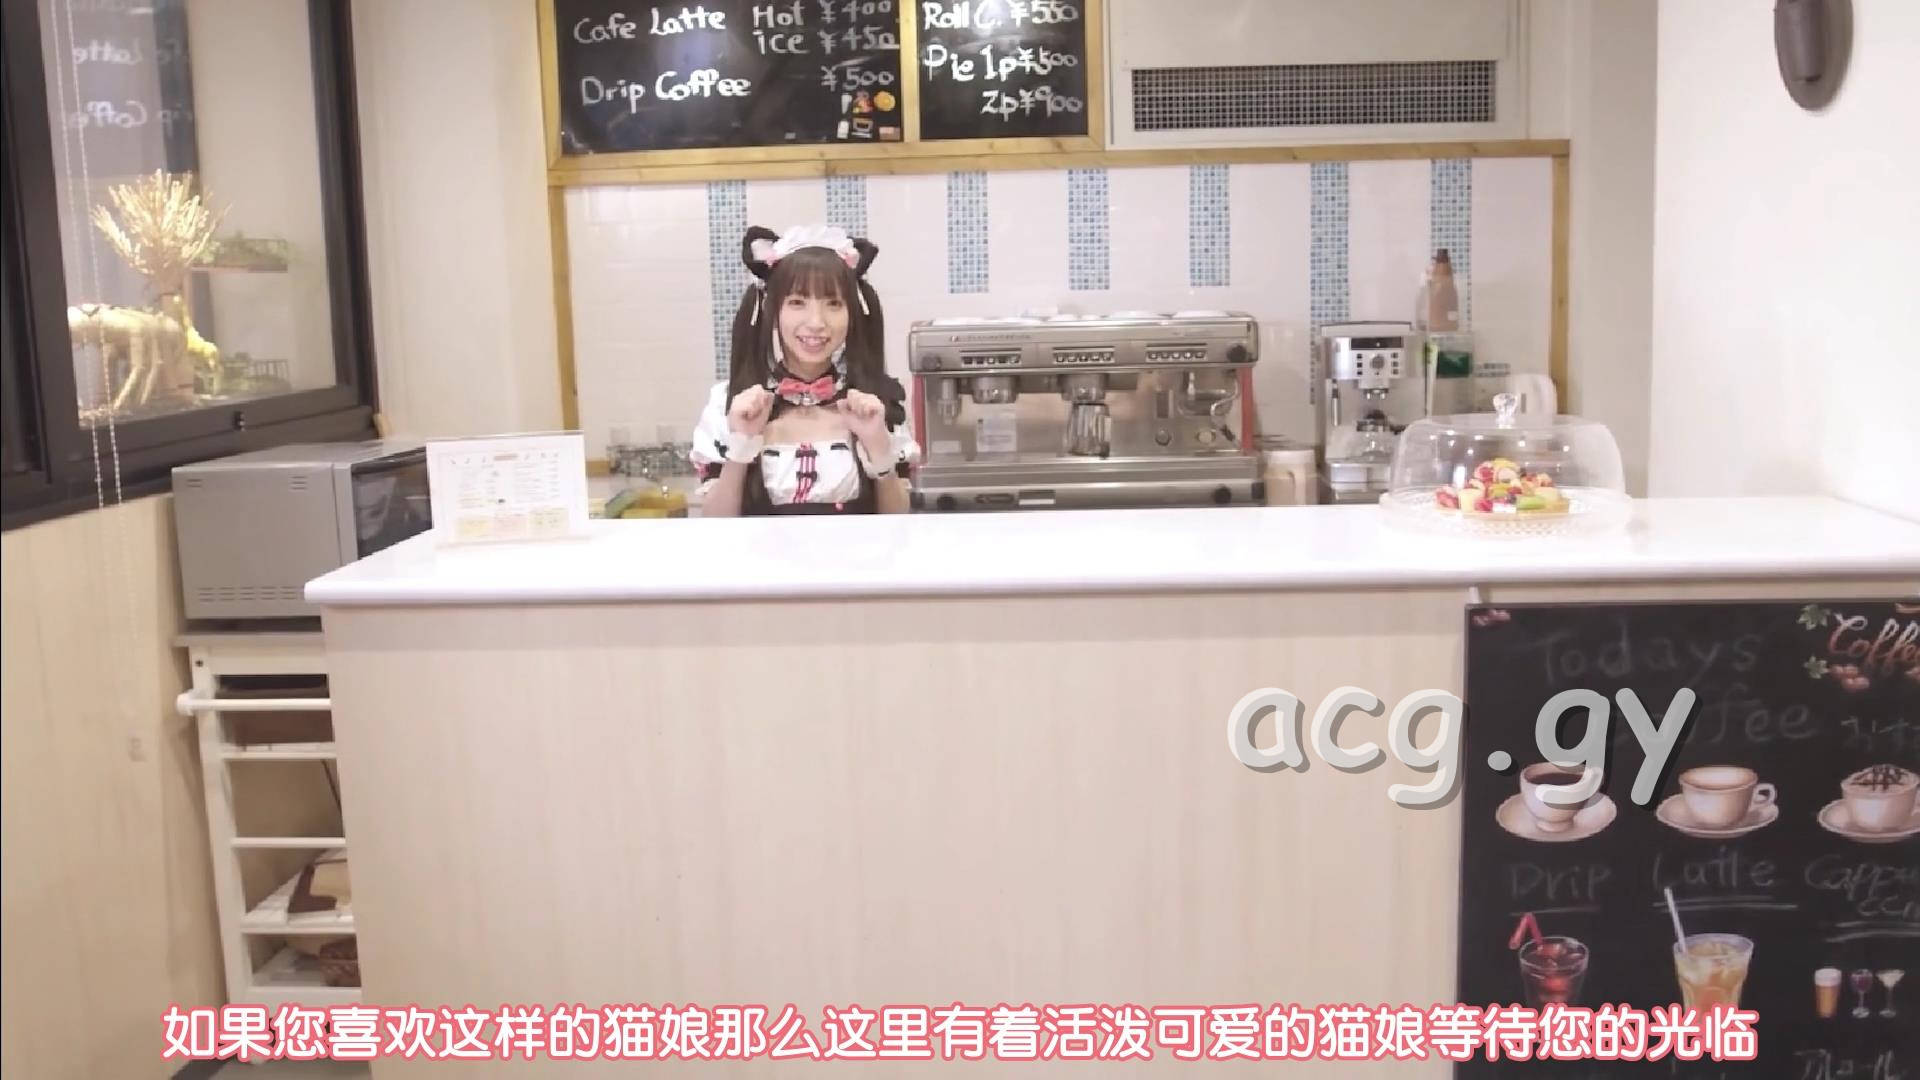 Cafe Latte Hot ¥400
ice ¥450
Drip Coffee ¥500
Roll C. ¥550
Pie 1p ¥500
2p ¥900
Todays
Coffee
Coffee
acg.gy
Drip Latte
如果您喜欢这样的猫娘那么这里有着活泼可爱的猫娘等待您的光临